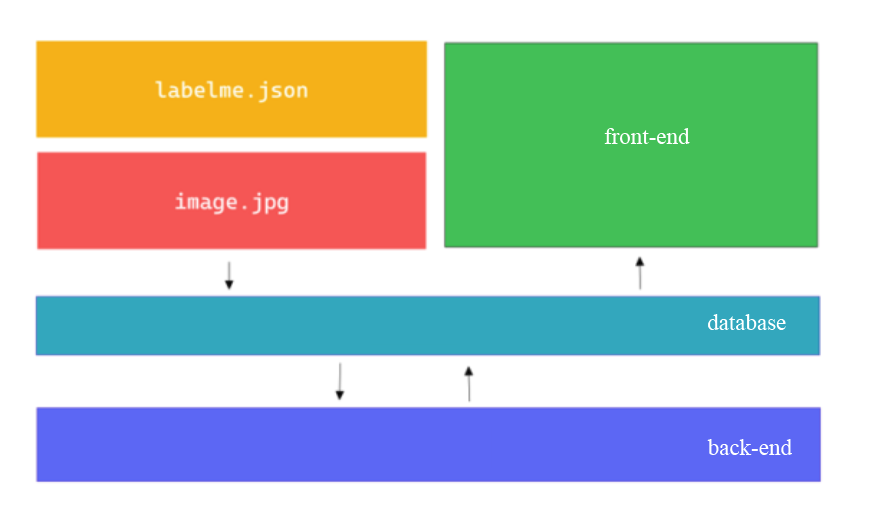 labelme.json
image.jpg
front-end
database
back-end